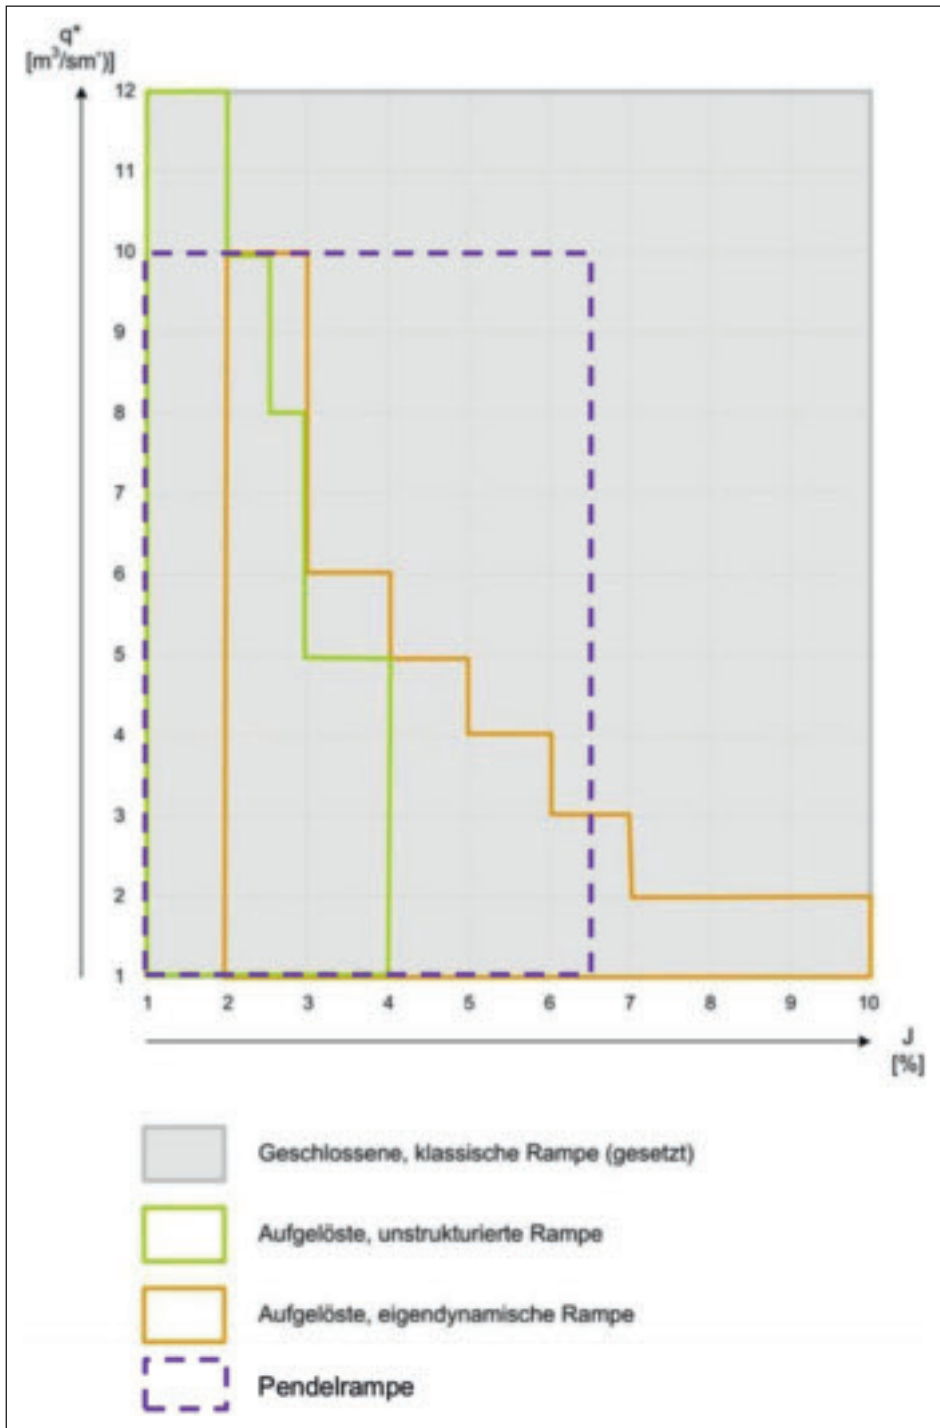 q*
[m³/sm')]
12
11
10
9
8
7
6
5
4
3
2
1
1 2 3 4 5 6 7 8 9 10
J
[%]
Geschlossene, klassische Rampe (gesetzt)
Aufgelöste, unstrukturierte Rampe
Aufgelöste, eigendynamische Rampe
Pendelrampe